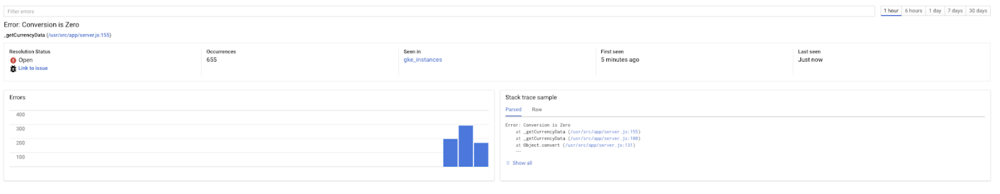 Filter errors
1 hour 6 hours 1 day 7 days 30 days
Error: Conversion is Zero
_getCurrencyData (/usr/src/app/server.js:155)
Resolution Status
Open
Link to issue
Occurrences
655
Seen in
gke_instances
First seen
5 minutes ago
Last seen
Just now
Errors
400
300
200
100
Stack trace sample
Parsed Raw
Error: Conversion is Zero
at _getCurrencyData (/usr/src/app/server.js:155)
at _getCurrencyData (/usr/src/app/server.js:100)
at Object.convert (/usr/src/app/server.js:131)
...
Show all